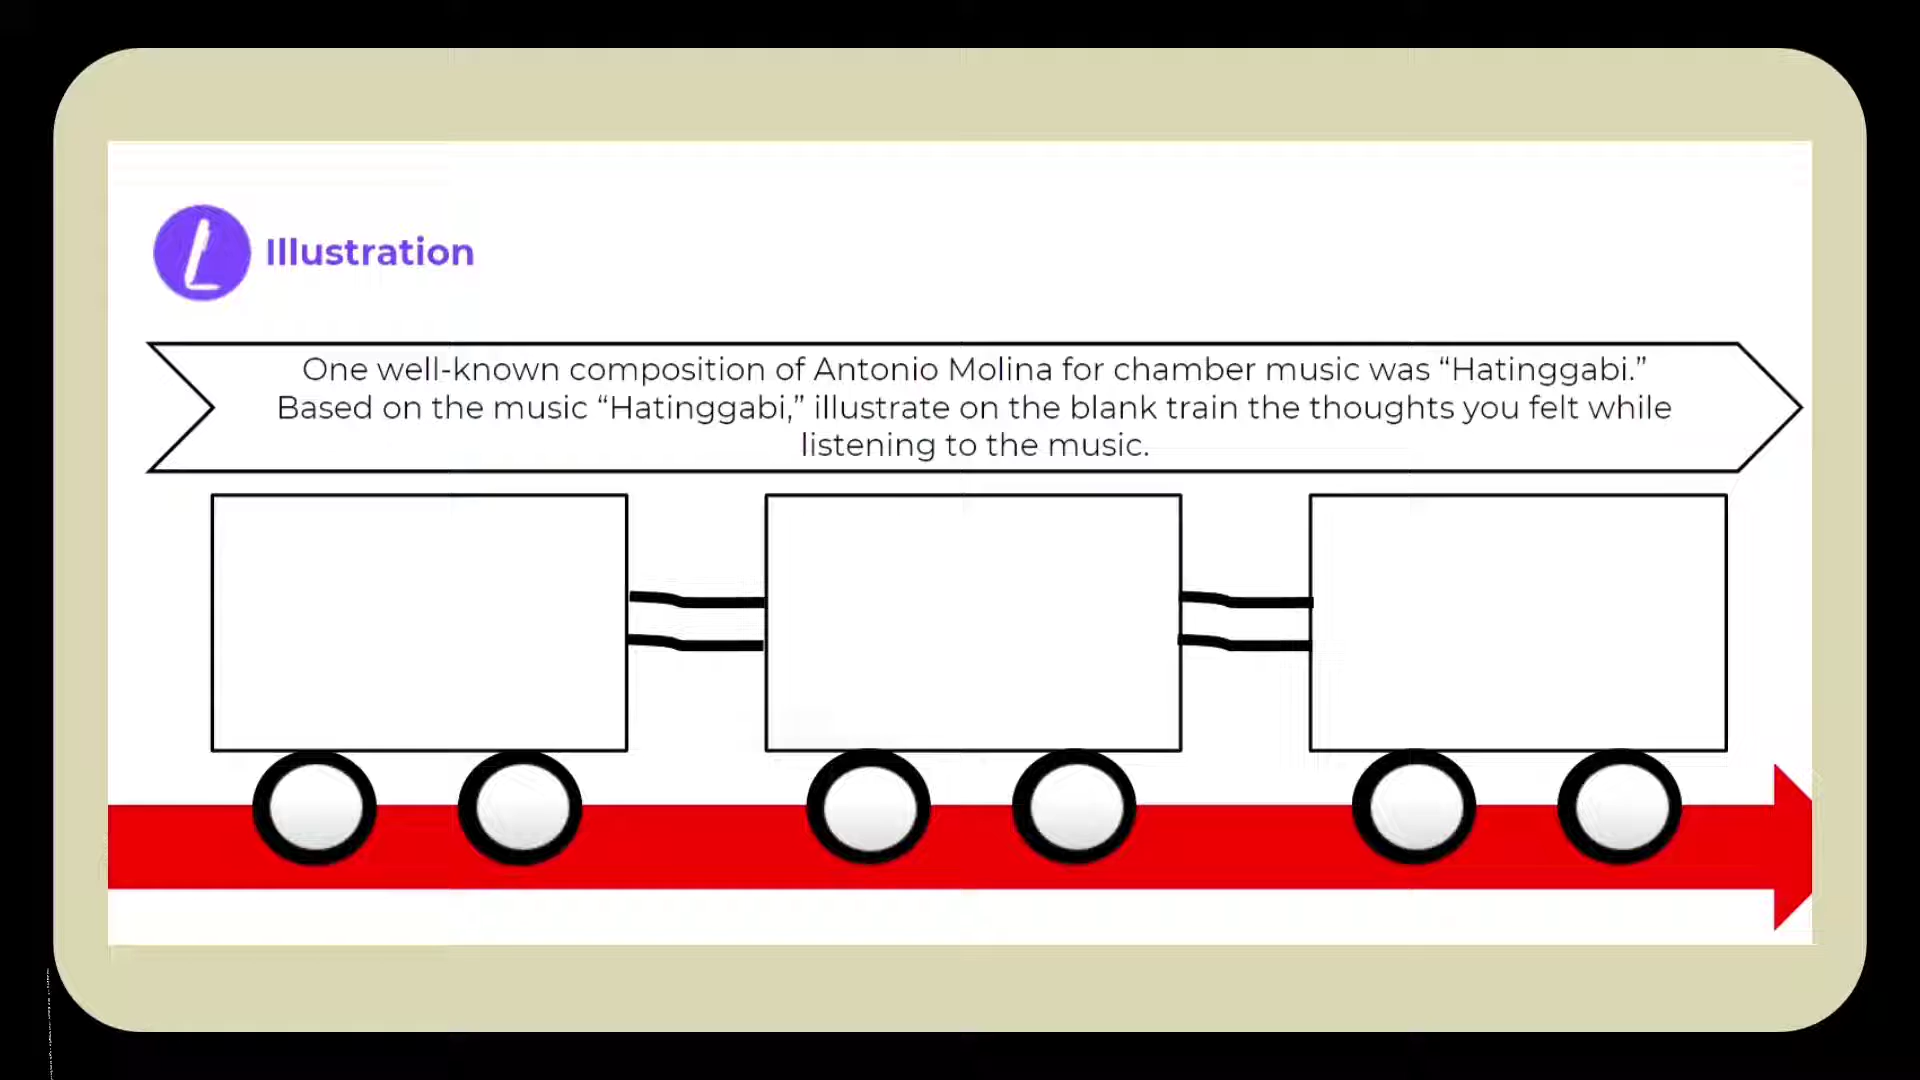 Illustration
One well-known composition of Antonio Molina for chamber music was “Hatinggabi.”
Based on the music “Hatinggabi,” illustrate on the blank train the thoughts you felt while
listening to the music.